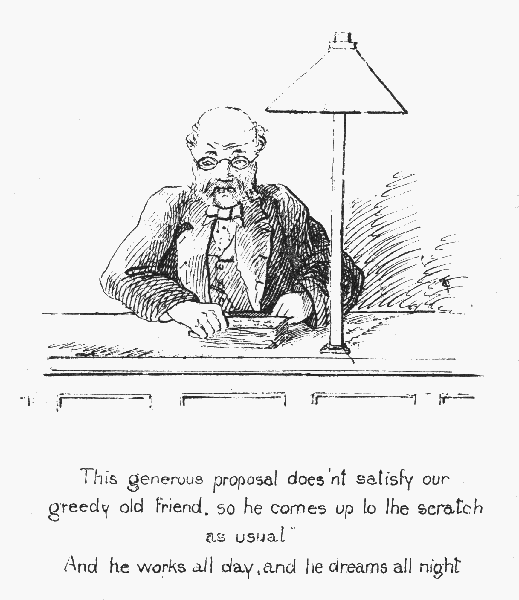 This generous proposal does'nt satisfy our
greedy old friend, so he comes up to the scratch
as usual"
And he works all day, and he dreams all night